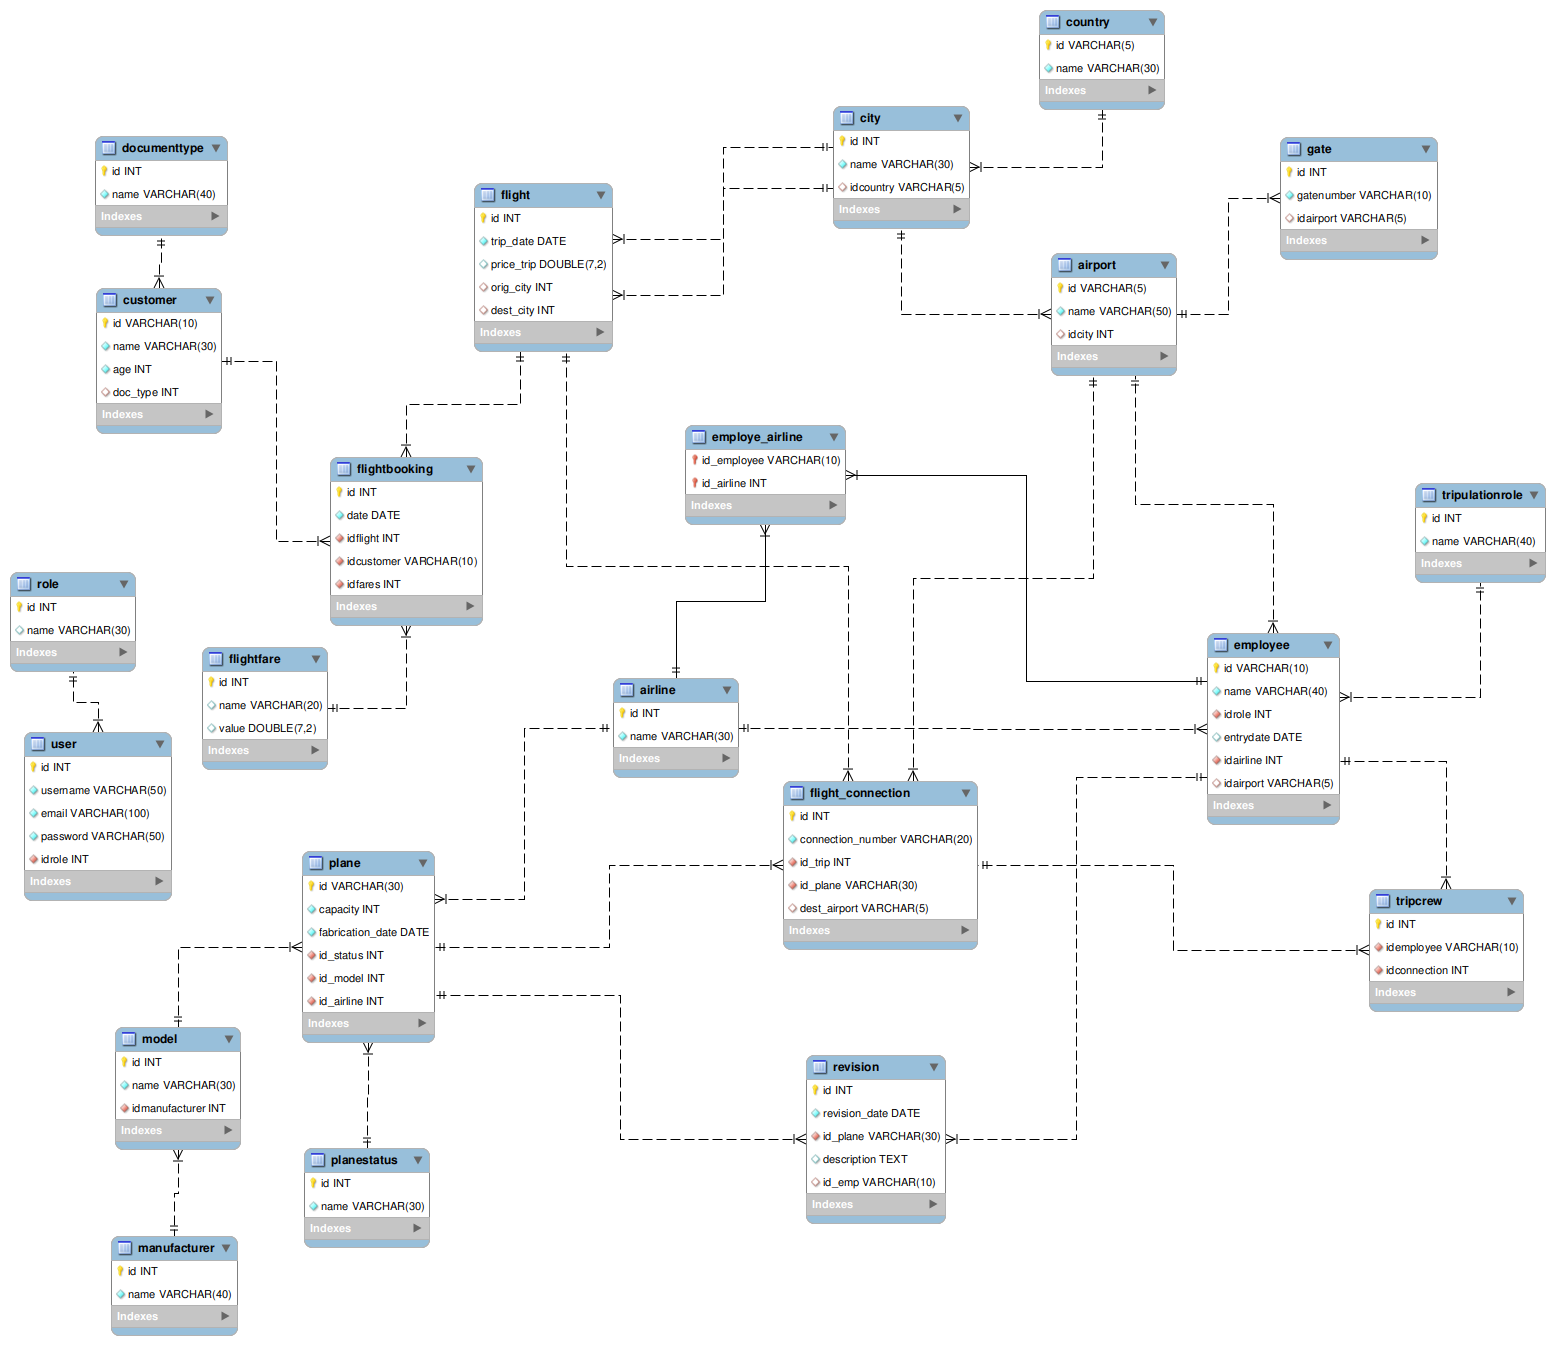 country
id VARCHAR(5)
name VARCHAR(30)
Indexes
city
id INT
name VARCHAR(30)
idcountry VARCHAR(5)
Indexes
gate
id INT
gatenumber VARCHAR(10)
idairport VARCHAR(5)
Indexes
documenttype
id INT
name VARCHAR(40)
Indexes
flight
id INT
trip_date DATE
price_trip DOUBLE(7,2)
orig_city INT
dest_city INT
Indexes
airport
id VARCHAR(5)
name VARCHAR(50)
idcity INT
Indexes
customer
id VARCHAR(10)
name VARCHAR(30)
age INT
doc_type INT
Indexes
employe_airline
id_employee VARCHAR(10)
id_airline INT
Indexes
flightbooking
id INT
date DATE
idflight INT
idcustomer VARCHAR(10)
idfares INT
Indexes
tripulationrole
id INT
name VARCHAR(40)
Indexes
role
id INT
name VARCHAR(30)
Indexes
employee
id VARCHAR(10)
name VARCHAR(40)
idrole INT
entrydate DATE
idairline INT
idairport VARCHAR(5)
Indexes
flightfare
id INT
name VARCHAR(20)
value DOUBLE(7,2)
Indexes
airline
id INT
name VARCHAR(30)
Indexes
user
id INT
username VARCHAR(50)
email VARCHAR(100)
password VARCHAR(50)
idrole INT
Indexes
flight_connection
id INT
connection_number VARCHAR(20)
id_trip INT
id_plane VARCHAR(30)
dest_airport VARCHAR(5)
Indexes
plane
id VARCHAR(30)
capacity INT
fabrication_date DATE
id_status INT
id_model INT
id_airline INT
Indexes
tripcrew
id INT
idemployee VARCHAR(10)
idconnection INT
Indexes
model
id INT
name VARCHAR(30)
idmanufacturer INT
Indexes
revision
id INT
revision_date DATE
id_plane VARCHAR(30)
description TEXT
id_emp VARCHAR(10)
Indexes
planestatus
id INT
name VARCHAR(30)
Indexes
manufacturer
id INT
name VARCHAR(40)
Indexes